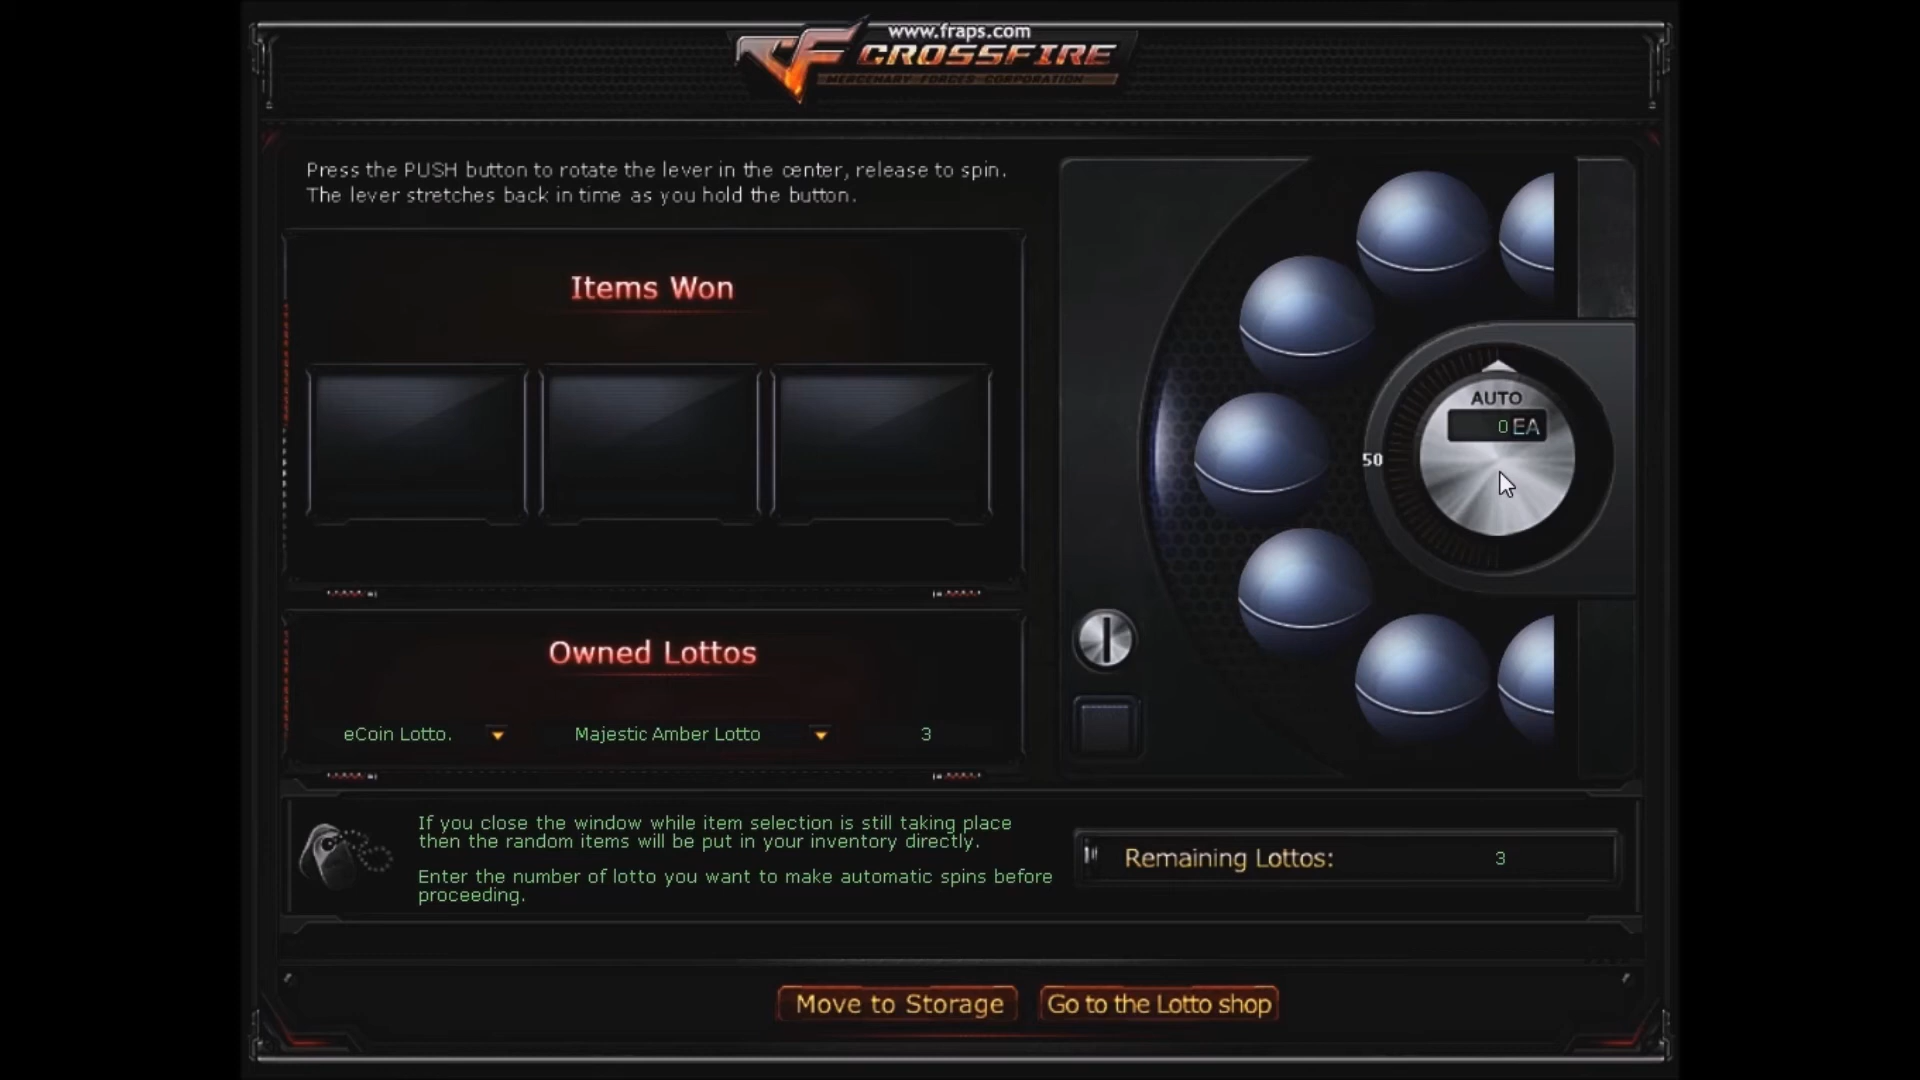 www.fraps.com
CF CROSSFIRE
MERCENARY FORCES CORPORATION
Press the PUSH button to rotate the lever in the center, release to spin.
The lever stretches back in time as you hold the button.
Items Won
AUTO
0 EA
50
Owned Lottos
eCoin Lotto.
Majestic Amber Lotto
3
If you close the window while item selection is still taking place
then the random items will be put in your inventory directly.
Enter the number of lotto you want to make automatic spins before
proceeding.
Remaining Lottos: 3
Move to Storage
Go to the Lotto shop